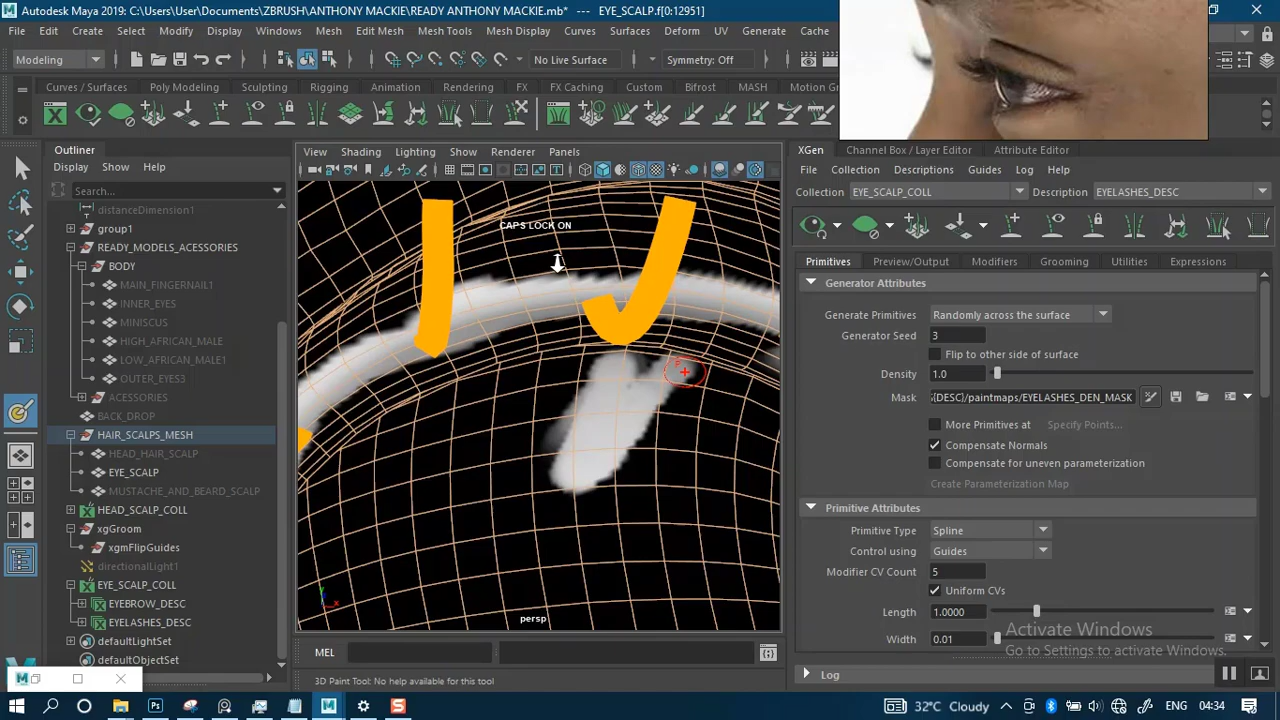 Autodesk Maya 2019: C:\Users\User\Documents\ZBRUSH\ANTHONY MACKIE\READY ANTHONY MACKIE.mb* --- EYE_SCALP.f[0:12951]
File Edit Create Select Modify Display Windows Mesh Edit Mesh Mesh Tools Mesh Display Curves Surfaces Deform UV Generate Cache
Modeling No Live Surface Symmetry: Off
Curves / Surfaces Poly Modeling Sculpting Rigging Animation Rendering FX FX Caching Custom Bifrost MASH Motion Gr
Outliner
Display Show Help
Search...
distanceDimension1
group1
READY_MODELS_ACESSORIES
BODY
MAIN_FINGERNAIL1
INNER_EYES
MINISCUS
HIGH_AFRICAN_MALE
LOW_AFRICAN_MALE1
OUTER_EYES3
ACESSORIES
BACK_DROP
HAIR_SCALPS_MESH
HEAD_HAIR_SCALP
EYE_SCALP
MUSTACHE_AND_BEARD_SCALP
HEAD_SCALP_COLL
xgGroom
xgmFlipGuides
directionalLight1
EYE_SCALP_COLL
EYEBROW_DESC
EYELASHES_DESC
defaultLightSet
defaultObjectSet
View Shading Lighting Show Renderer Panels
CAPS LOCK ON
persp
MEL
3D Paint Tool: No help available for this tool
XGen Channel Box / Layer Editor Attribute Editor
File Collection Descriptions Guides Log Help
Collection EYE_SCALP_COLL Description EYELASHES_DESC
Primitives Preview/Output Modifiers Grooming Utilities Expressions
Generator Attributes
Generate Primitives Randomly across the surface
Generator Seed 3
Flip to other side of surface
Density 1.0
Mask {DESC}/paintmaps/EYELASHES_DEN_MASK
More Primitives at Specify Points...
Compensate Normals
Compensate for uneven parameterization
Create Parameterization Map
Primitive Attributes
Primitive Type Spline
Control using Guides
Modifier CV Count 5
Uniform CVs
Length 1.0000
Width 0.01
Activate Windows
Go to Settings to activate Windows.
Log
32°C Cloudy ENG 04:34